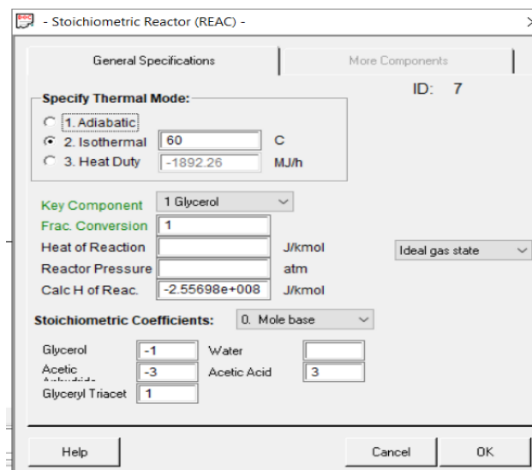 - Stoichiometric Reactor (REAC) -
General Specifications
More Components
ID: 7
Specify Thermal Mode:
1. Adiabatic
2. Isothermal 60 C
3. Heat Duty -1892.26 MJ/h
Key Component 1 Glycerol
Frac. Conversion 1
Heat of Reaction J/kmol Ideal gas state
Reactor Pressure atm
Calc H of Reac. -2.55698e+008 J/kmol
Stoichiometric Coefficients: 0. Mole base
Glycerol -1 Water
Acetic -3 Acetic Acid 3
Glyceryl Triacet 1
Help Cancel OK